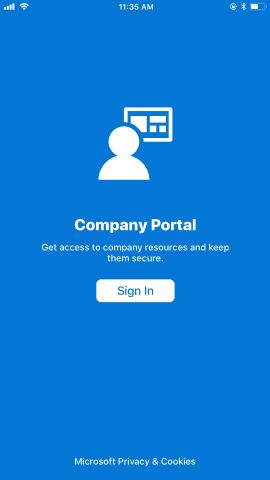 11:35 AM
Company Portal
Get access to company resources and keep
them secure.
Sign In
Microsoft Privacy & Cookies